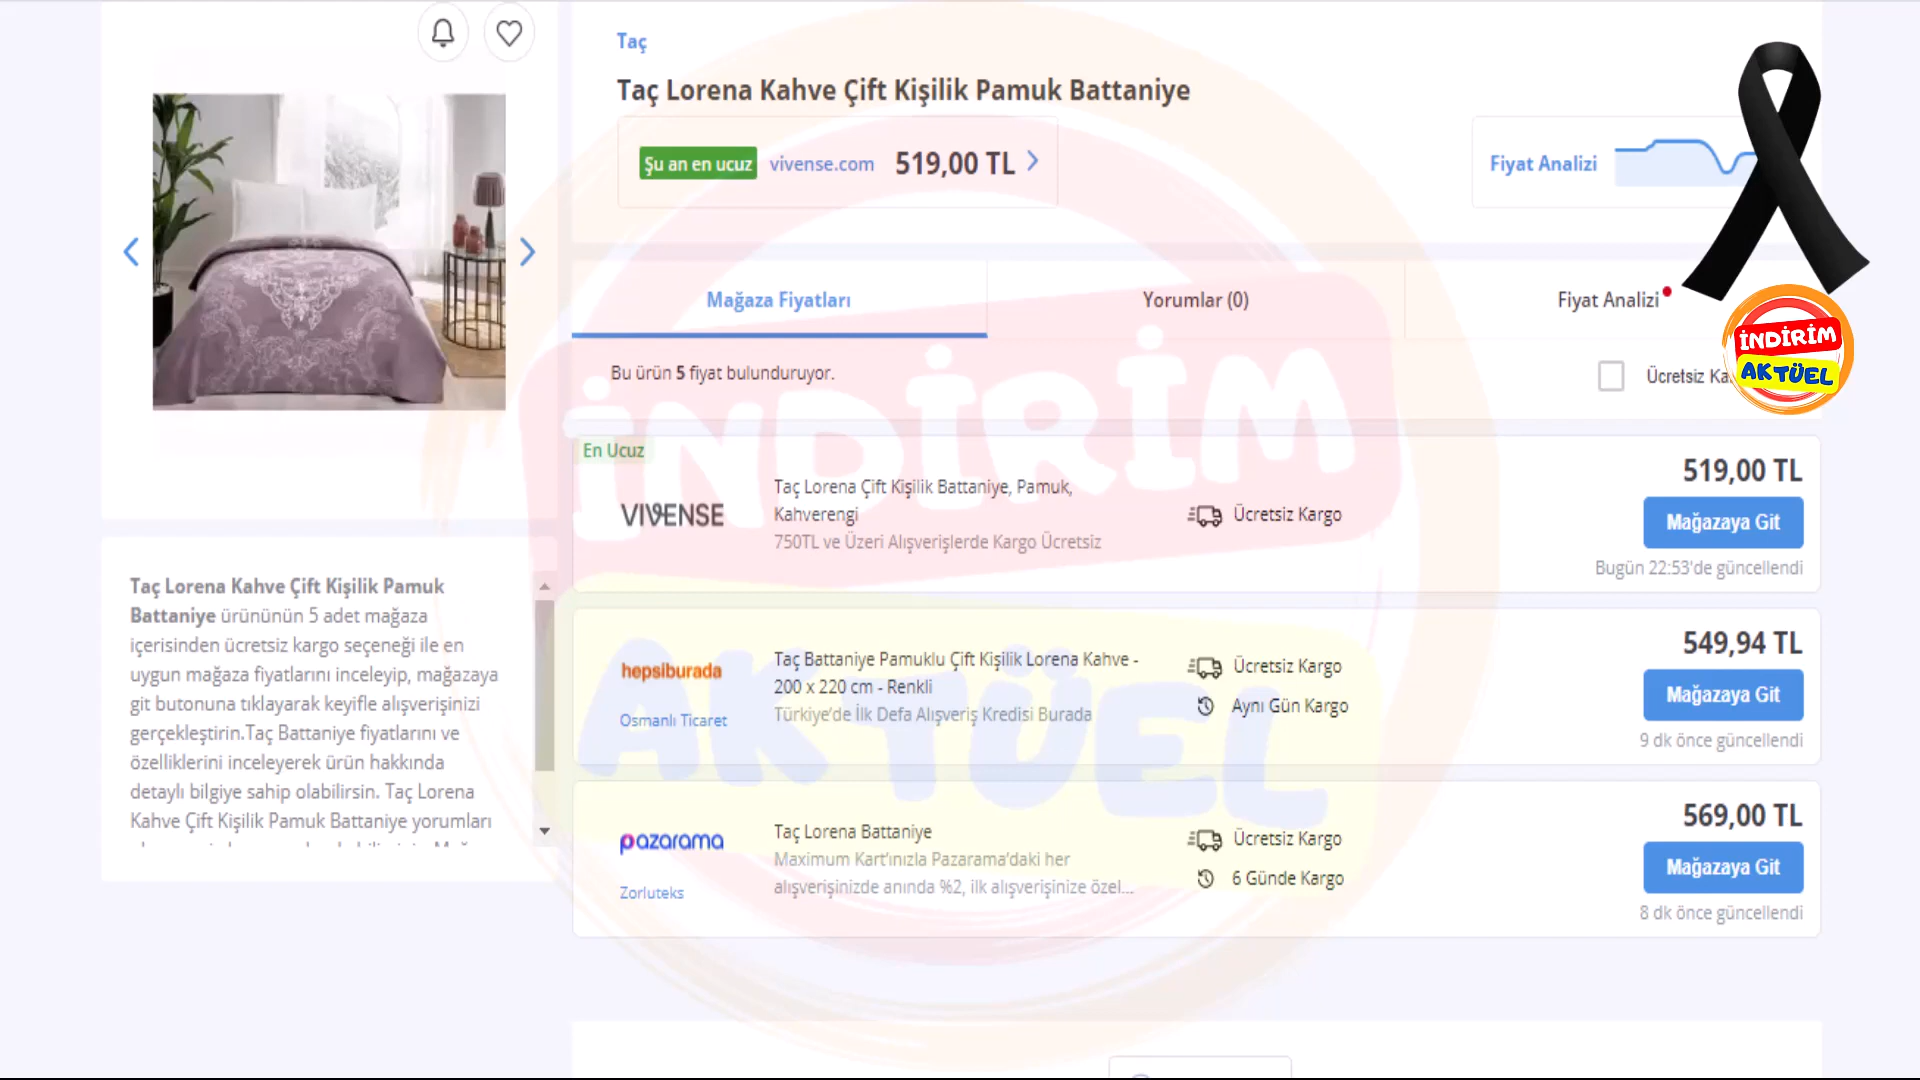 Taç
Taç Lorena Kahve Çift Kişilik Pamuk Battaniye
Şu an en ucuz vivense.com 519,00 TL
Fiyat Analizi
Mağaza Fiyatları
Yorumlar (0)
Fiyat Analizi
Bu ürün 5 fiyat bulunduruyor.
Ücretsiz
İNDİRİM
AKTÜEL
İNDİRİM
AKTÜEL
En Ucuz
VIVENSE
Taç Lorena Çift Kişilik Battaniye, Pamuk,
Kahverengi
750TL ve Üzeri Alışverişlerde Kargo Ücretsiz
Ücretsiz Kargo
519,00 TL
Mağazaya Git
Bugün 22:53'de güncellendi
hepsiburada
Osmanlı Ticaret
Taç Battaniye Pamuklu Çift Kişilik Lorena Kahve -
200 x 220 cm - Renkli
Türkiye'de İlk Defa Alışveriş Kredisi Burada
Ücretsiz Kargo
Aynı Gün Kargo
549,94 TL
Mağazaya Git
9 dk önce güncellendi
pazarama
Zorluteks
Taç Lorena Battaniye
Maximum Kart'ınızla Pazarama'daki her
alışverişinizde anında %2, ilk alışverişinize özel...
Ücretsiz Kargo
6 Günde Kargo
569,00 TL
Mağazaya Git
8 dk önce güncellendi
Taç Lorena Kahve Çift Kişilik Pamuk
Battaniye ürününün 5 adet mağaza
içerisinden ücretsiz kargo seçeneği ile en
uygun mağaza fiyatlarını inceleyip, mağazaya
git butonuna tıklayarak keyifle alışverişinizi
gerçekleştirin.Taç Battaniye fiyatlarını ve
özelliklerini inceleyerek ürün hakkında
detaylı bilgiye sahip olabilirsin. Taç Lorena
Kahve Çift Kişilik Pamuk Battaniye yorumları